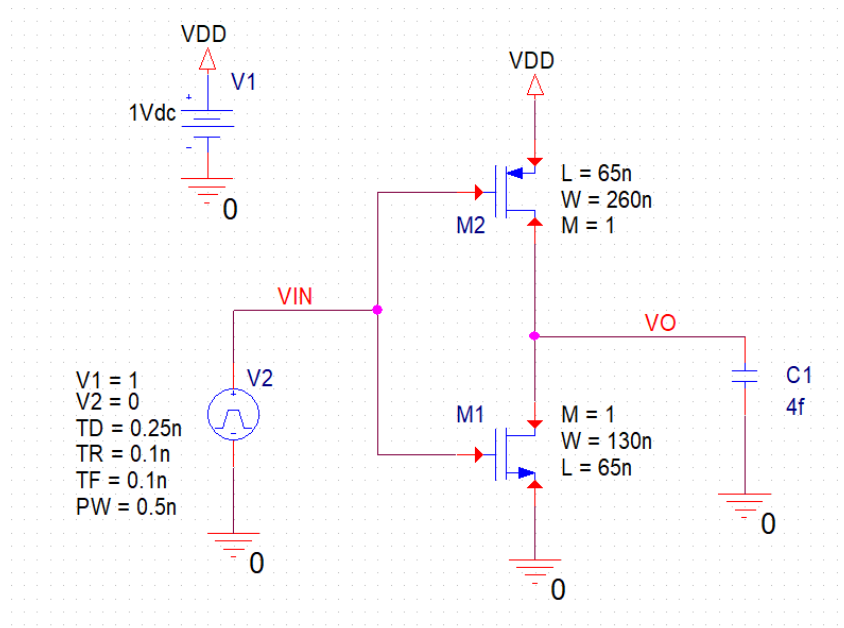 VDD
V1
1Vdc
0
VDD
L = 65n
W = 260n
M = 1
M2
VIN
VO
V2
V1 = 1
V2 = 0
TD = 0.25n
TR = 0.1n
TF = 0.1n
PW = 0.5n
0
M1
M = 1
W = 130n
L = 65n
0
C1
4f
0